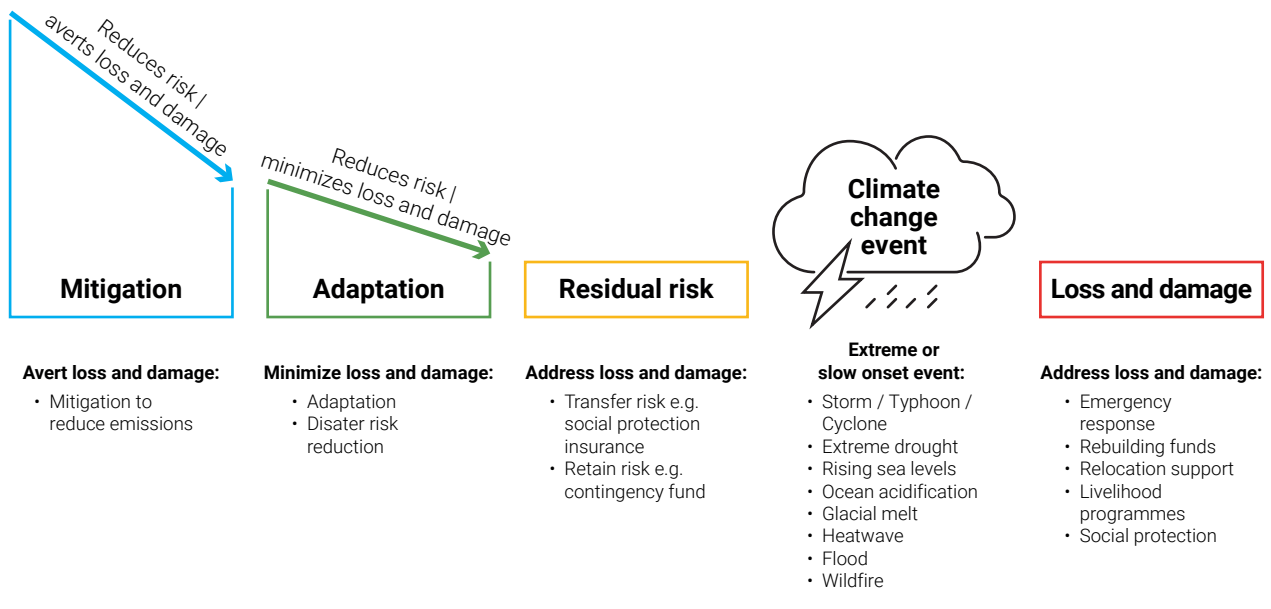 Reduces risk |
averts loss and damage
Reduces risk |
minimizes loss and damage
Mitigation
Adaptation
Residual risk
Climate
change
event
Loss and damage
Avert loss and damage:
• Mitigation to
reduce emissions
Minimize loss and damage:
• Adaptation
• Disater risk
reduction
Address loss and damage:
• Transfer risk e.g.
social protection
insurance
• Retain risk e.g.
contingency fund
Extreme or
slow onset event:
• Storm / Typhoon /
Cyclone
• Extreme drought
• Rising sea levels
• Ocean acidification
• Glacial melt
• Heatwave
• Flood
• Wildfire
Address loss and damage:
• Emergency
response
• Rebuilding funds
• Relocation support
• Livelihood
programmes
• Social protection